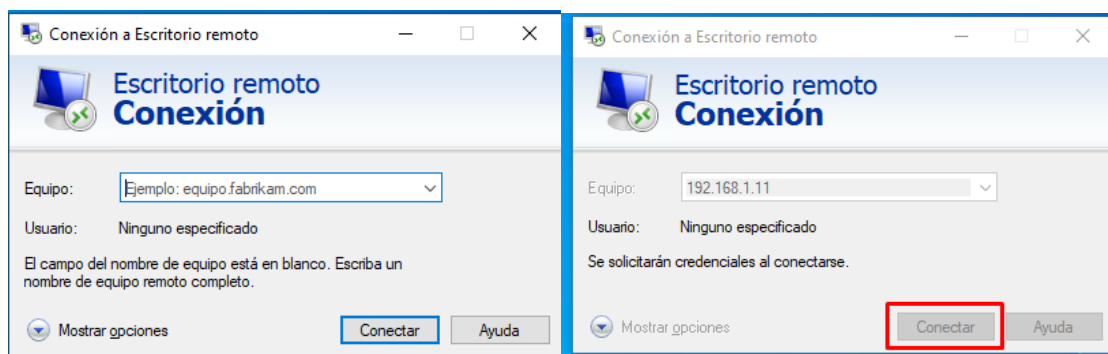 Conexión a Escritorio remoto
Escritorio remoto
Conexión
Equipo: Ejemplo: equipo.fabrikam.com
Usuario: Ninguno especificado
El campo del nombre de equipo está en blanco. Escriba un
nombre de equipo remoto completo.
Mostrar opciones Conectar Ayuda
Conexión a Escritorio remoto
Escritorio remoto
Conexión
Equipo: 192.168.1.11
Usuario: Ninguno especificado
Se solicitarán credenciales al conectarse.
Mostrar opciones Conectar Ayuda